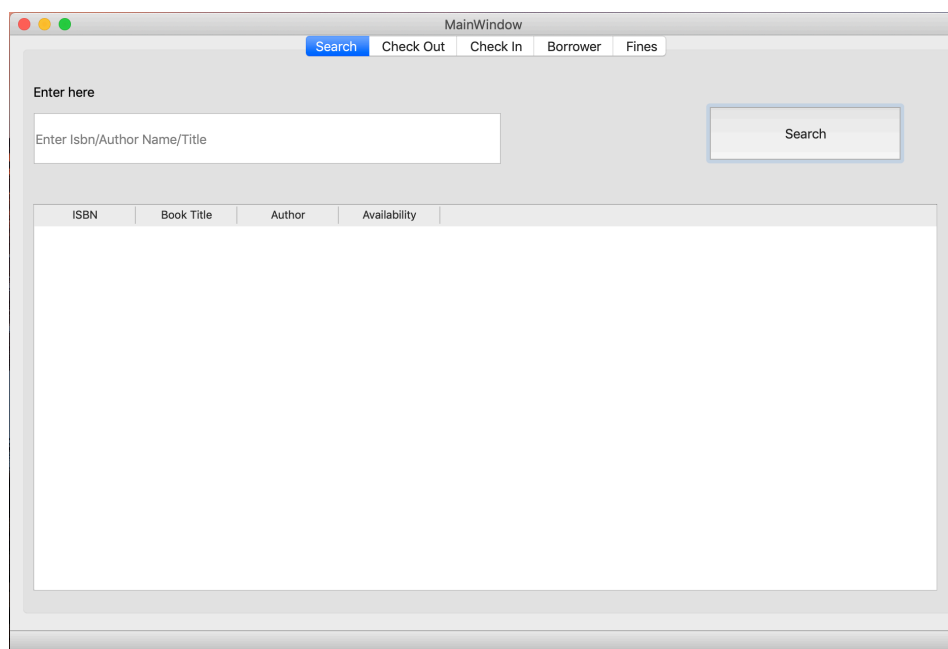 MainWindow
Search Check Out Check In Borrower Fines
Enter here
Enter Isbn/Author Name/Title
Search
ISBN Book Title Author Availability